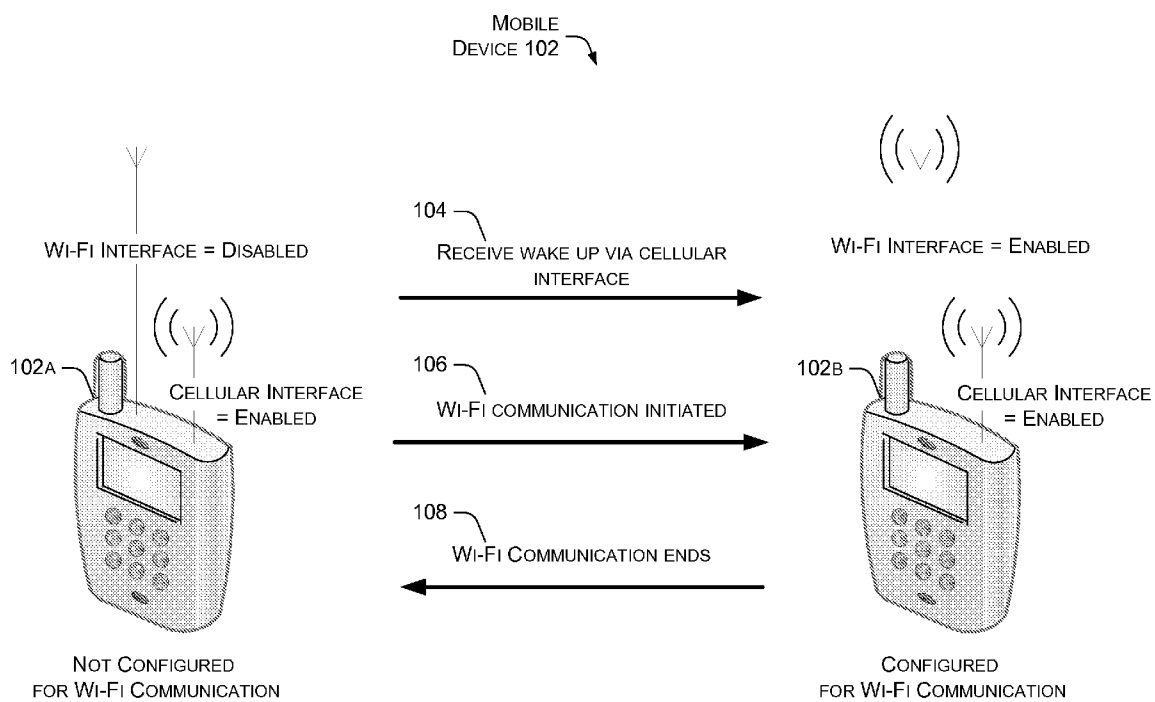 MOBILE
DEVICE 102
WI-FI INTERFACE = DISABLED
104
RECEIVE WAKE UP VIA CELLULAR
INTERFACE
WI-FI INTERFACE = ENABLED
102A
CELLULAR INTERFACE
= ENABLED
106
WI-FI COMMUNICATION INITIATED
102B
CELLULAR INTERFACE
= ENABLED
108
WI-FI COMMUNICATION ENDS
NOT CONFIGURED
FOR WI-FI COMMUNICATION
CONFIGURED
FOR WI-FI COMMUNICATION